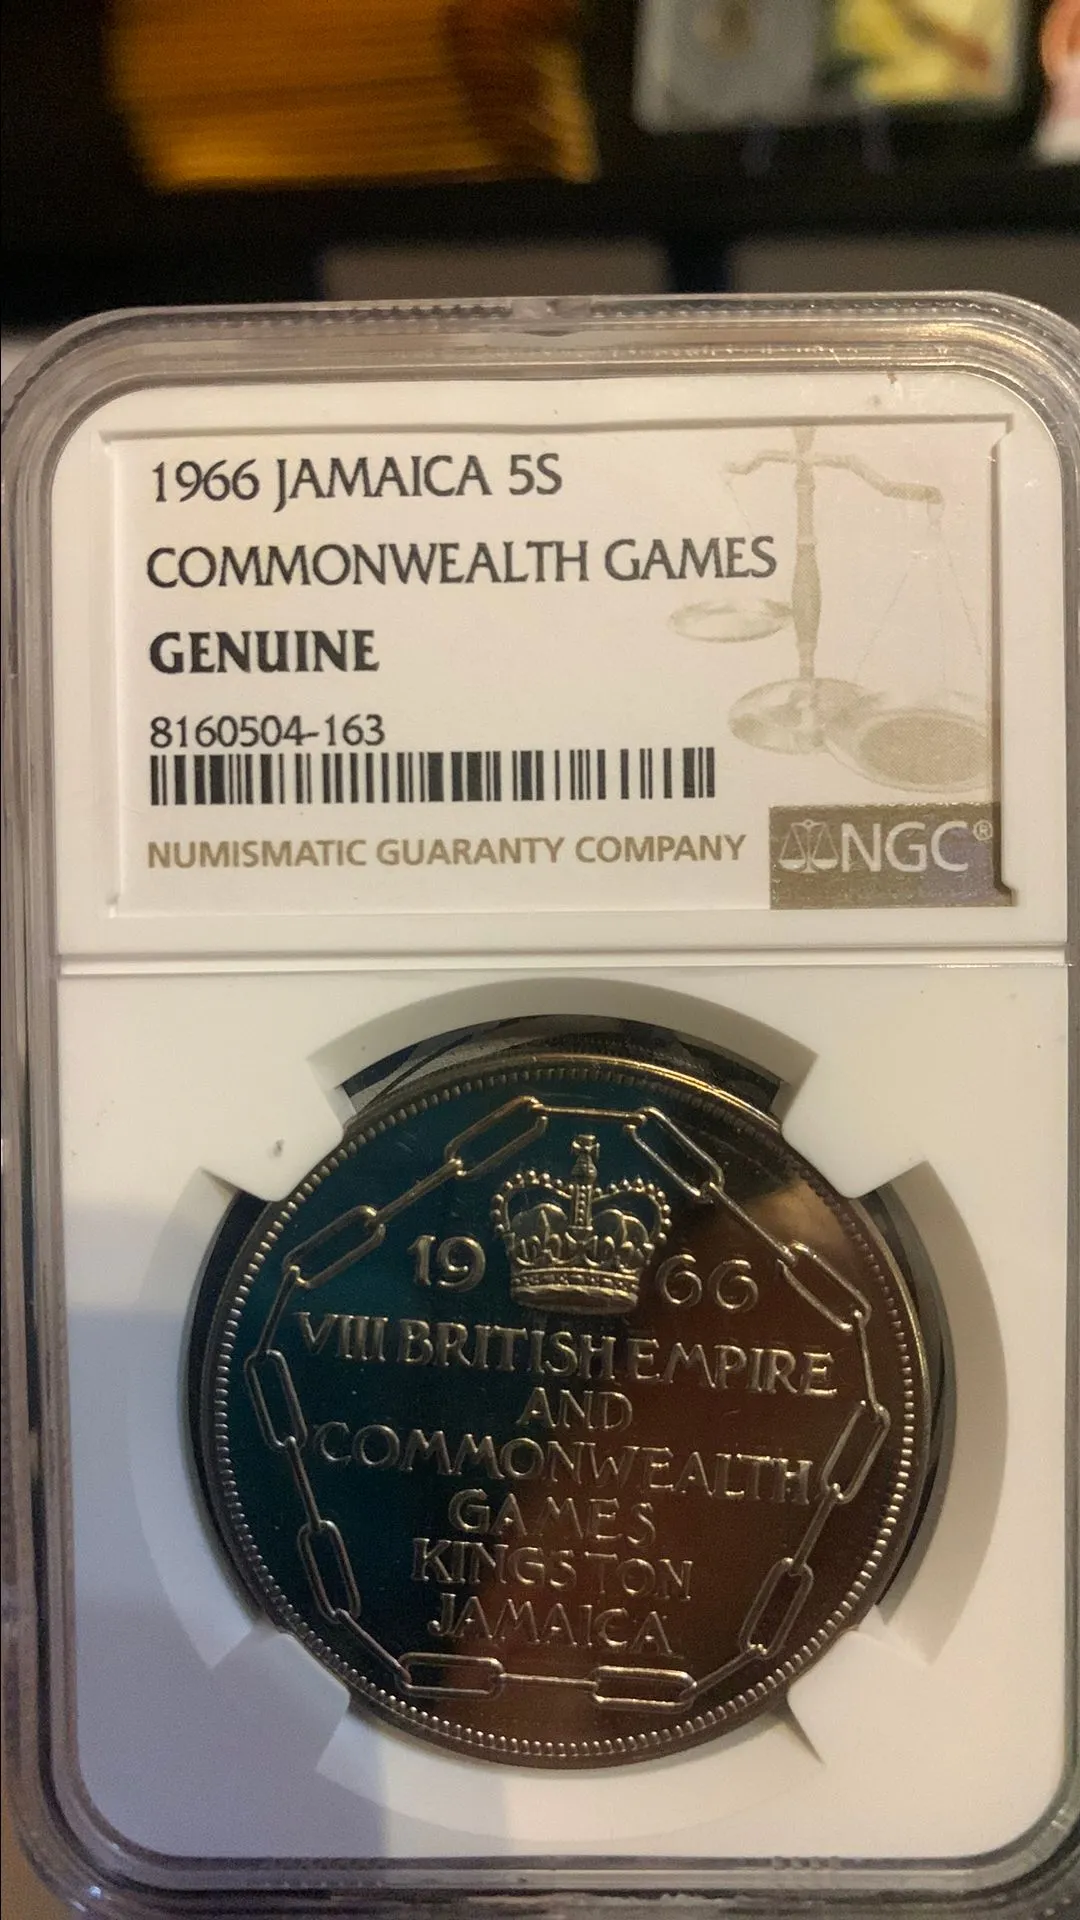 1966 JAMAICA 5S
COMMONWEALTH GAMES
GENUINE
8160504-163
NUMISMATIC GUARANTY COMPANY
NGC®
19 66
VIII BRITISH EMPIRE
AND
COMMONWEALTH
GAMES
KINGSTON
JAMAICA